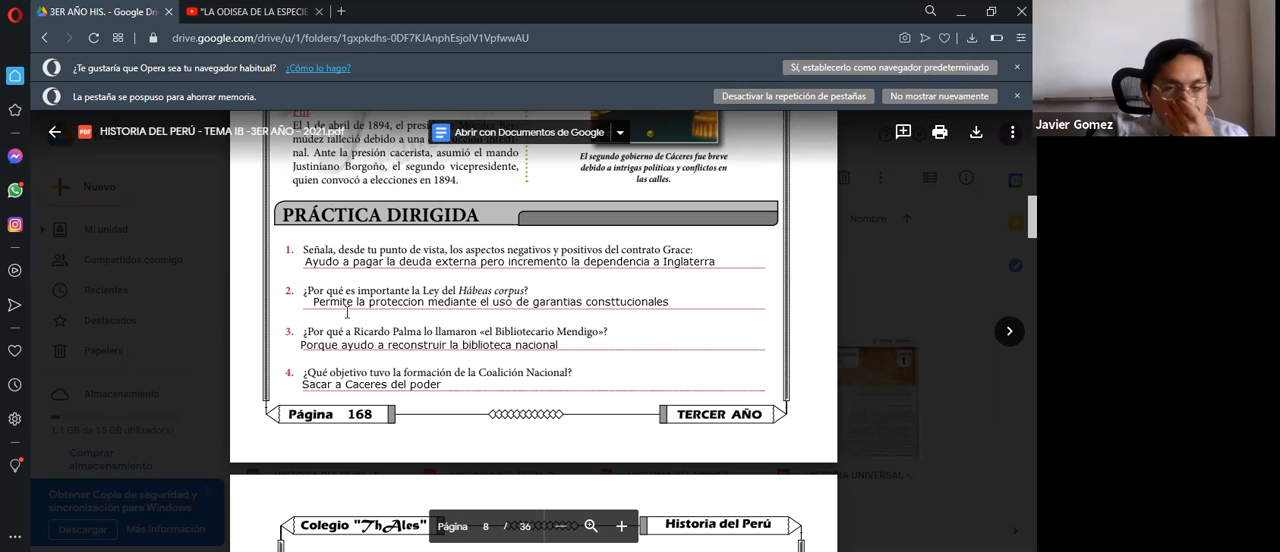 3ER AÑO HIS. - Google Dri
"LA ODISEA DE LA ESPECIE
drive.google.com/drive/u/1/folders/1gxpkdhs-0DF7KJAnphEsjoIV1VpfwwAU
¿Te gustaría que Opera sea tu navegador habitual? ¿Cómo lo hago?
Sí, establecerlo como navegador predeterminado
La pestaña se pospuso para ahorrar memoria.
Desactivar la repetición de pestañas
No mostrar nuevamente
HISTORIA DEL PERÚ - TEMA IB -3ER AÑO - 2021.pdf
Abrir con Documentos de Google
Javier Gomez
Fin
El 1 de abril de 1894, el
múdez falleció debido a una
nal. Ante la presión cacerista, asumió el mando
Justiniano Borgoño, el segundo vicepresidente,
quien convocó a elecciones en 1894.
El segundo gobierno de Cáceres fue breve
debido a intrigas políticas y conflictos en
las calles.
Nuevo
Mi unidad
Compartidos conmigo
Recientes
Destacados
Papelera
Almacenamiento
1.1 GB de 15 GB utilizado(s)
Comprar
almacenamiento
Obtener Copia de seguridad y
sincronización para Windows
Descargar
Más información
Nombre
PRÁCTICA DIRIGIDA
1. Señala, desde tu punto de vista, los aspectos negativos y positivos del contrato Grace:
Ayudo a pagar la deuda externa pero incremento la dependencia a Inglaterra
2. ¿Por qué es importante la Ley del Hábeas corpus?
Permite la proteccion mediante el uso de garantias consttucionales
3. ¿Por qué a Ricardo Palma lo llamaron «el Bibliotecario Mendigo»?
Porque ayudo a reconstruir la biblioteca nacional
4. ¿Qué objetivo tuvo la formación de la Coalición Nacional?
Sacar a Caceres del poder
Página 168
TERCER AÑO
Colegio "ThAles"
Historia del Perú
Página 8 / 36